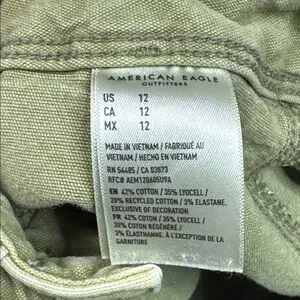 AMERICAN EAGLE
OUTFITTERS
US 12
CA 12
MX 12
MADE IN VIETNAM / FABRIQUÉ AU
VIETNAM / HECHO EN VIETNAM
RN 54485 / CA 03873
RFC# AEM120605U9A
EN 42% COTTON / 35% LYOCELL /
20% RECYCLED COTTON / 3% ELASTANE.
EXCLUSIVE OF DECORATION
FR 42% COTON / 35% LYOCELL /
20% COTON RÉGÉNÉRÉ /
3% ÉLASTHANNE. À L'EXCEPTION DE LA
GARNITURE